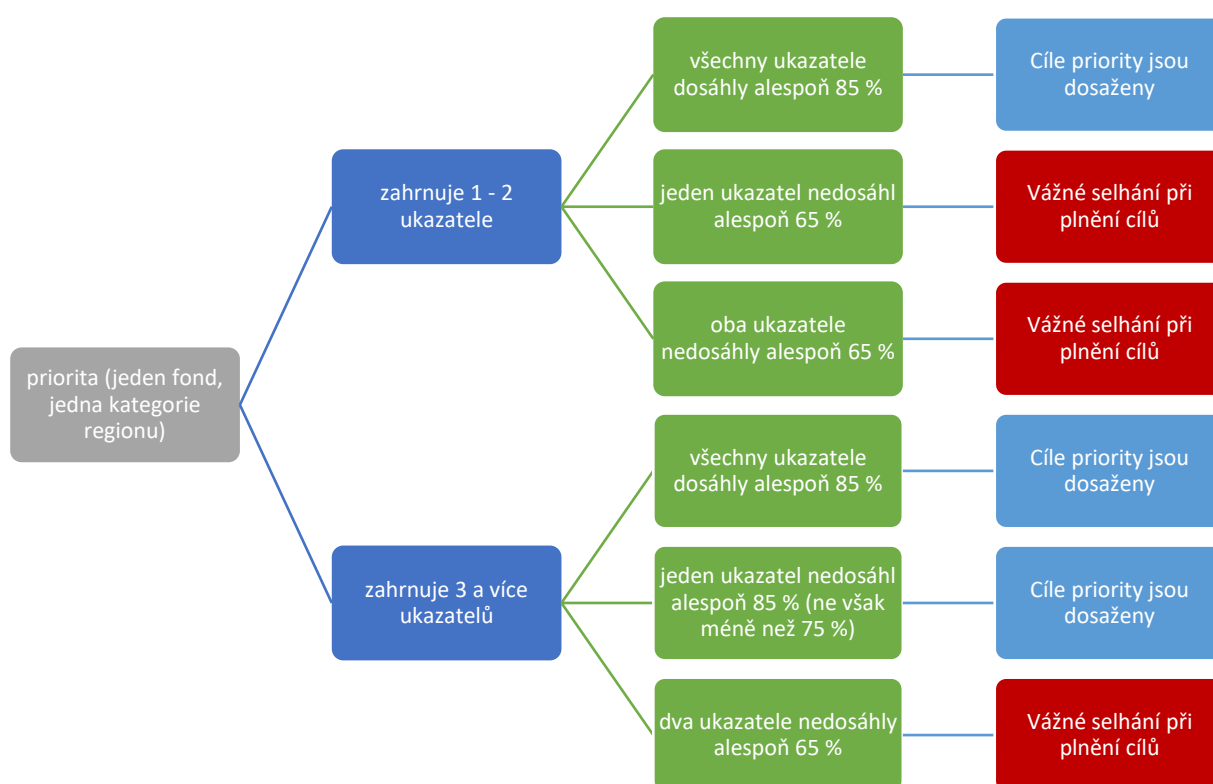 priorita (jeden fond,
jedna kategorie
regionu)
zahrnuje 1 - 2
ukazatele
všechny ukazatele
dosáhly alespoň 85 %
Cíle priority jsou
dosaženy
jeden ukazatel nedosáhl
alespoň 65 %
Vážné selhání při
plnění cílů
oba ukazatele
nedosáhly alespoň 65 %
Vážné selhání při
plnění cílů
zahrnuje 3 a více
ukazatelů
všechny ukazatele
dosáhly alespoň 85 %
Cíle priority jsou
dosaženy
jeden ukazatel nedosáhl
alespoň 85 % (ne však
méně než 75 %)
Cíle priority jsou
dosaženy
dva ukazatele nedosáhly
alespoň 65 %
Vážné selhání při
plnění cílů